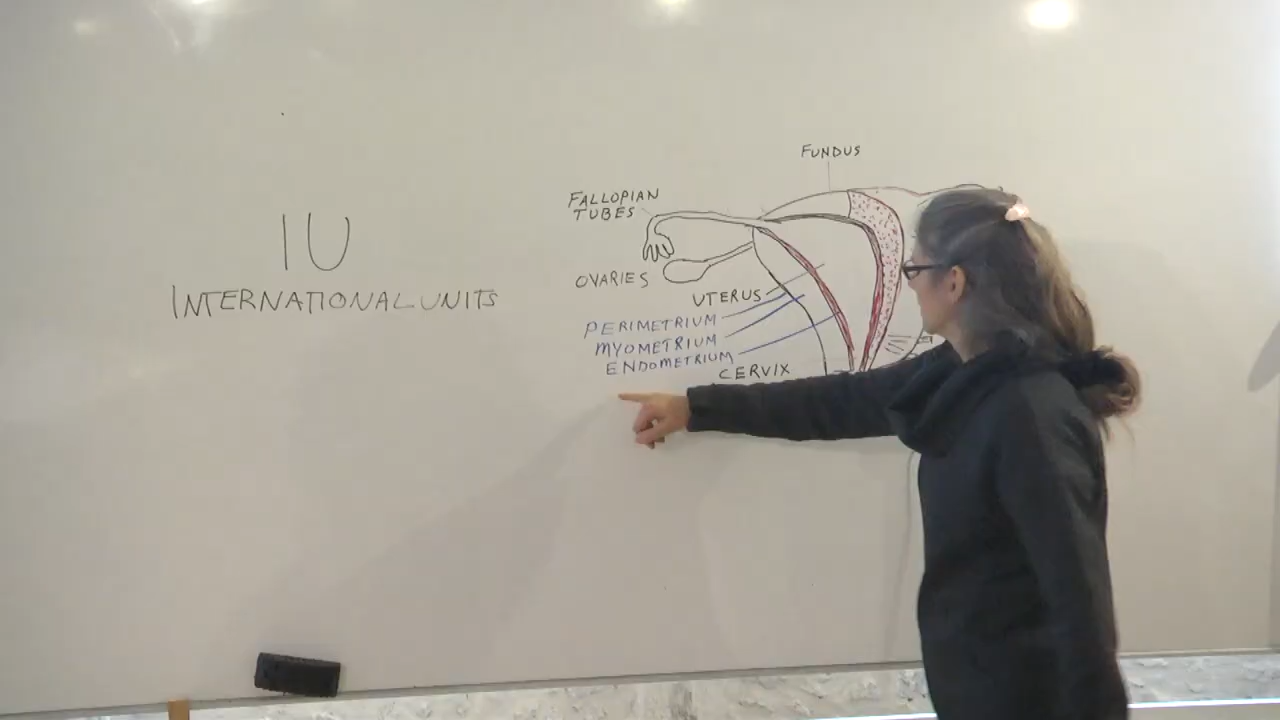 IU
INTERNATIONAL UNITS
FUNDUS
FALLOPIAN
TUBES
OVARIES
UTERUS
PERIMETRIUM
MYOMETRIUM
ENDOMETRIUM
CERVIX